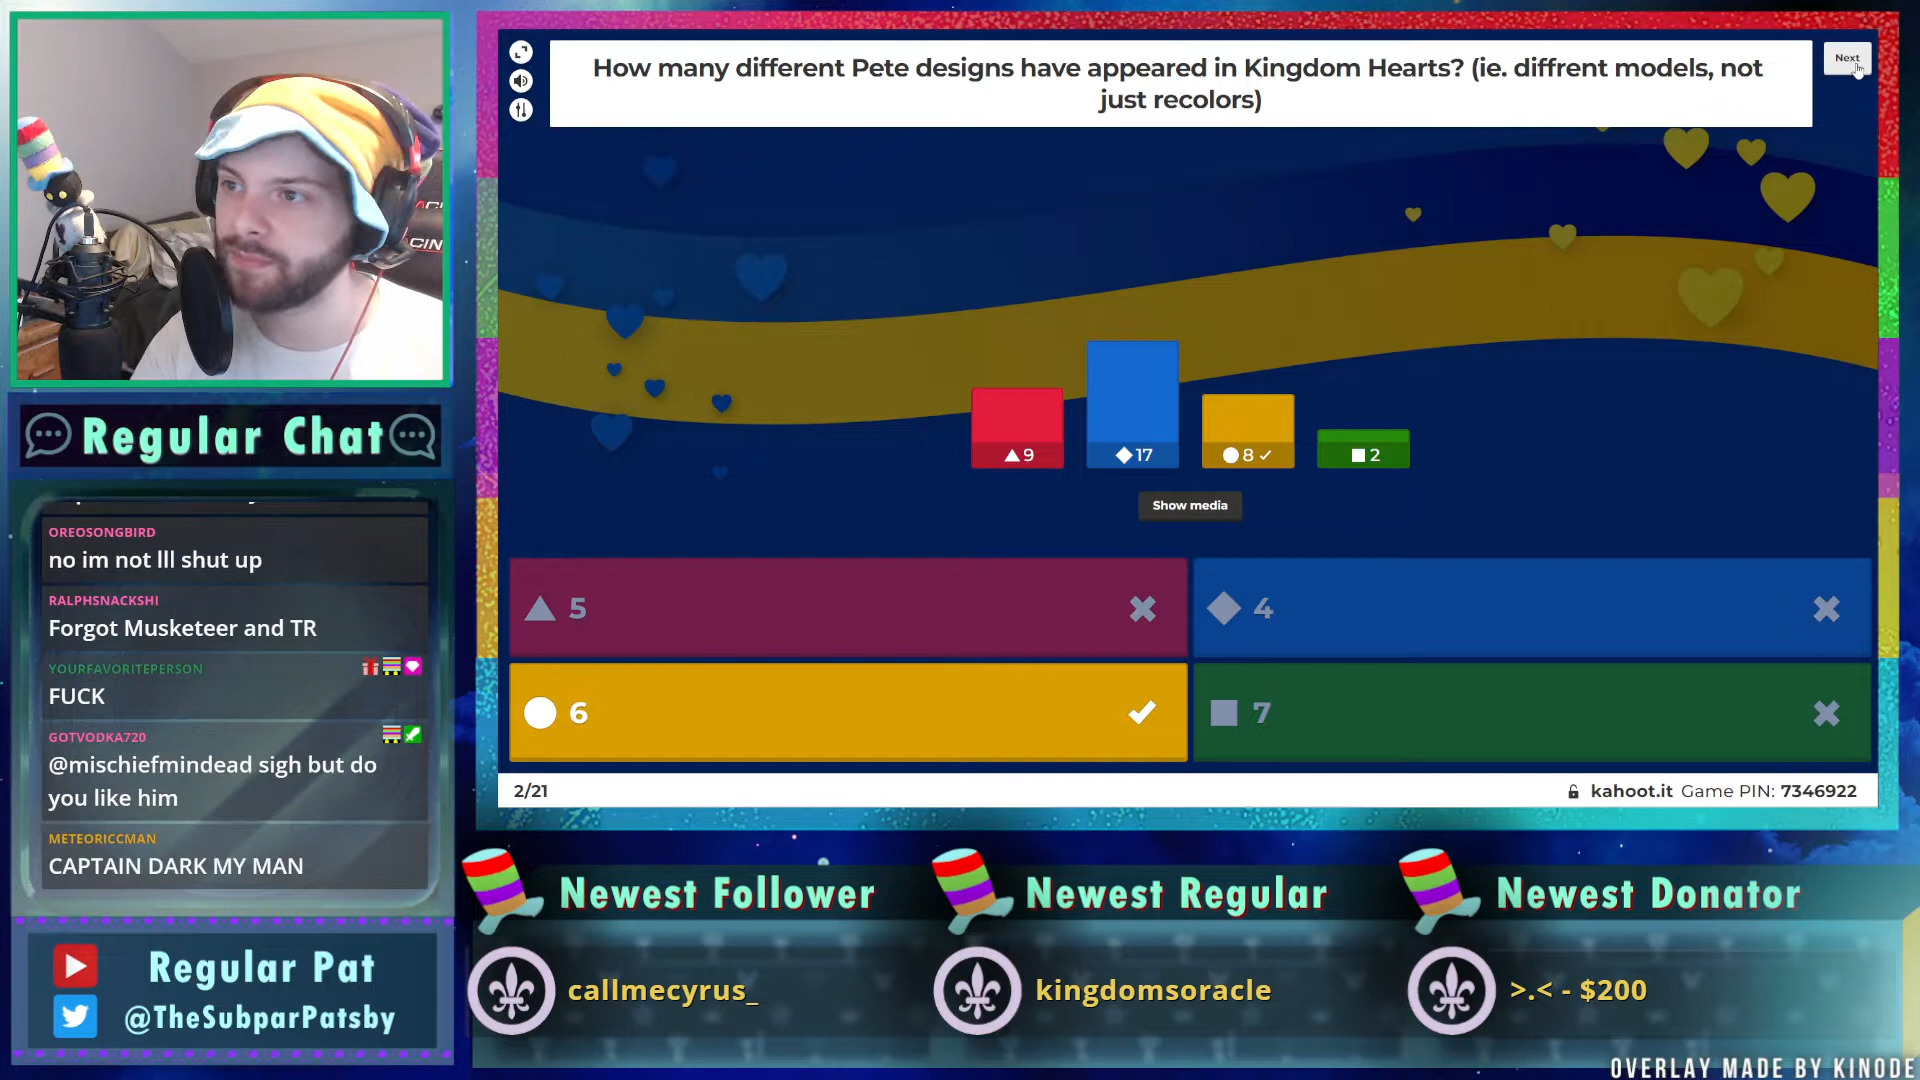 How many different Pete designs have appeared in Kingdom Hearts? (ie. diffrent models, not
just recolors)
Next
9
17
8
2
Show media
5
4
6
7
2/21
kahoot.it Game PIN: 7346922
Regular Chat
OREOSONGBIRD
no im not lll shut up
RALPHSNACKSHI
Forgot Musketeer and TR
YOURFAVORITEPERSON
FUCK
GOTVODKA720
@mischiefmindead sigh but do
you like him
METEORICCMAN
CAPTAIN DARK MY MAN
Regular Pat
@TheSubparPatsby
Newest Follower
callmecyrus_
Newest Regular
kingdomsoracle
Newest Donator
>.< - $200
OVERLAY MADE BY KINODE